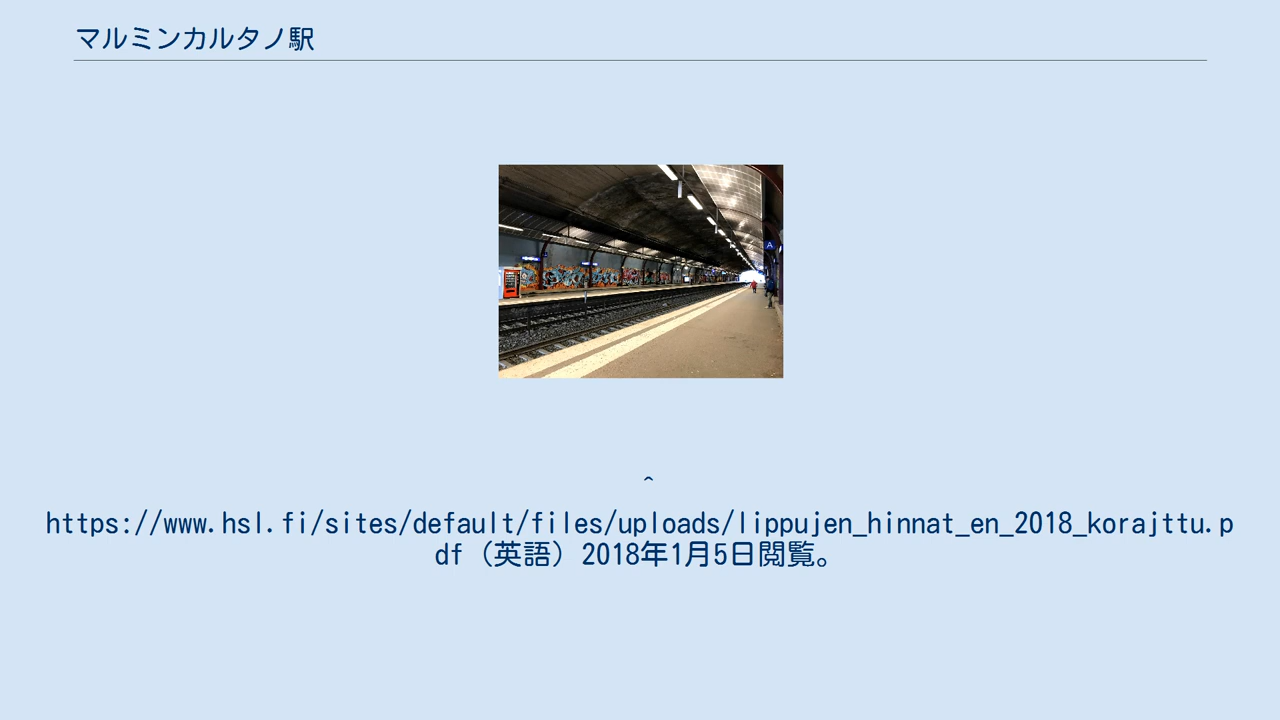 マルミンカルタノ駅
A
^
https://www.hsl.fi/sites/default/files/uploads/lippujen_hinnat_en_2018_korajttu.p
df（英語）2018年1月5日閲覧。